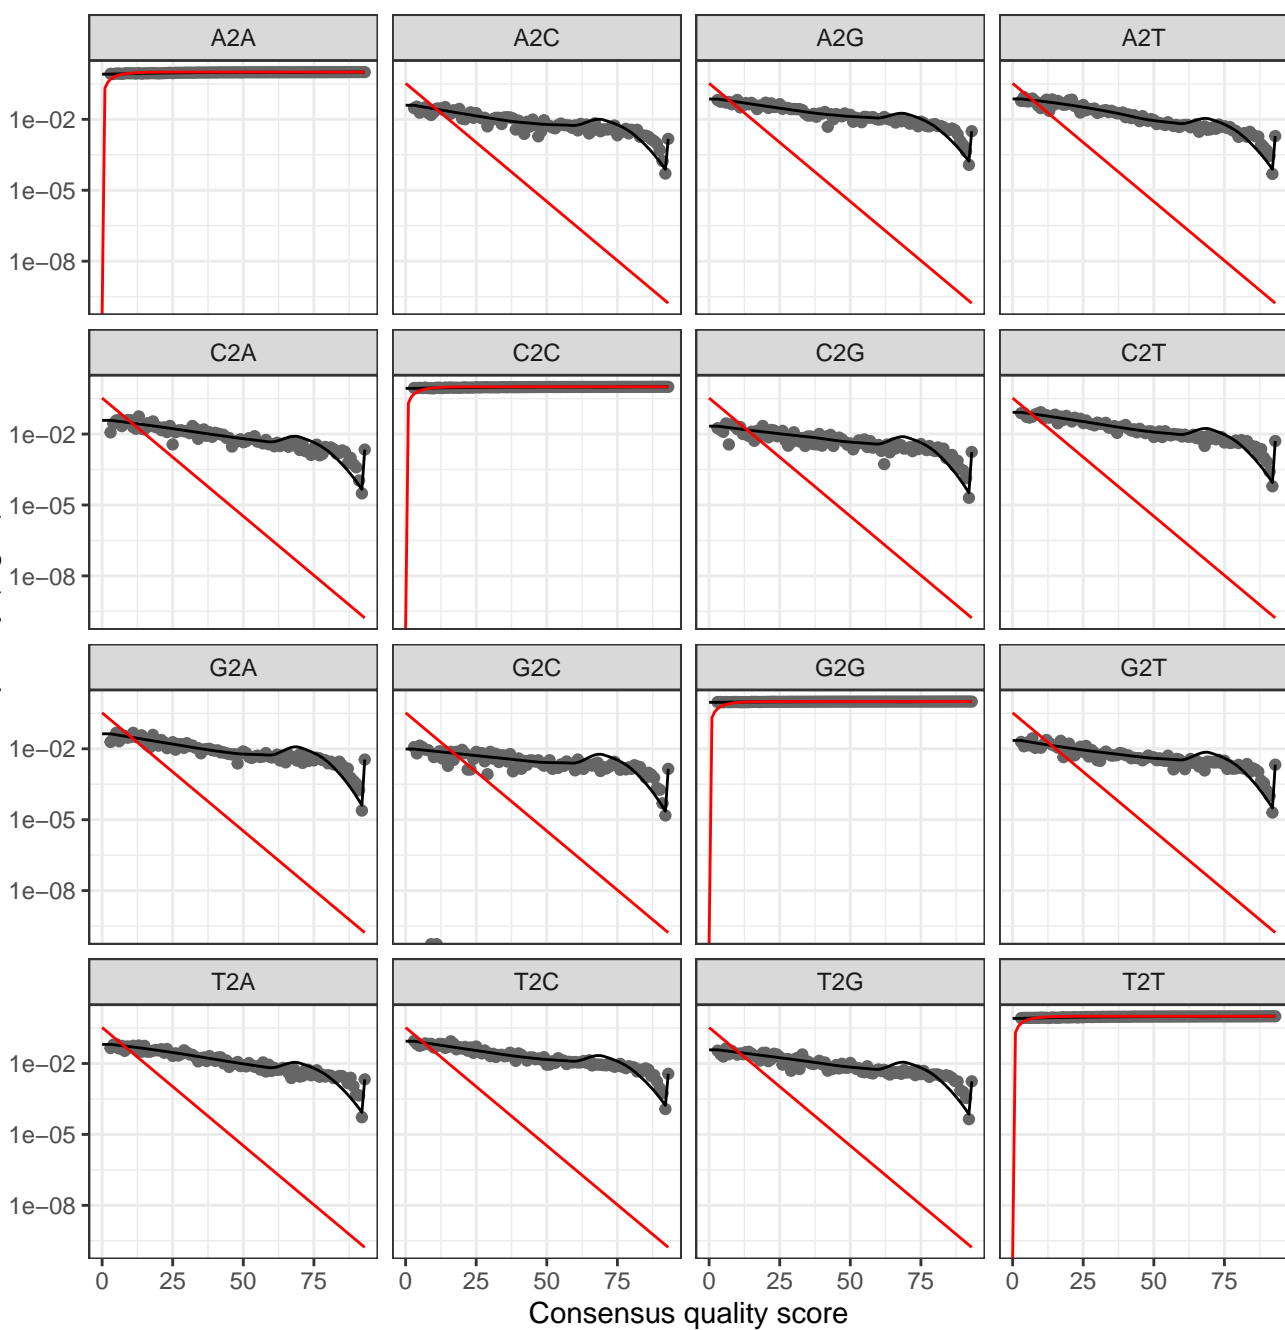 A2A A2C A2G A2T
1e−02
1e−05
1e−08
C2A C2C C2G C2T
1e−02
1e−05
1e−08
G2A G2C G2G G2T
1e−02
1e−05
1e−08
T2A T2C T2G T2T
1e−02
1e−05
1e−08
0 25 50 75 0 25 50 75 0 25 50 75 0 25 50 75
Consensus quality score